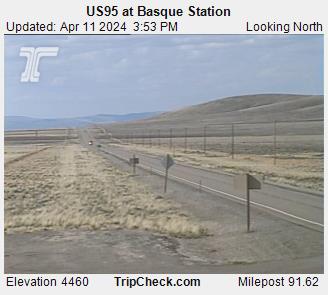 US95 at Basque Station
Updated: Apr 11 2024 3:53 PM Looking North
Elevation 4460 TripCheck.com Milepost 91.62